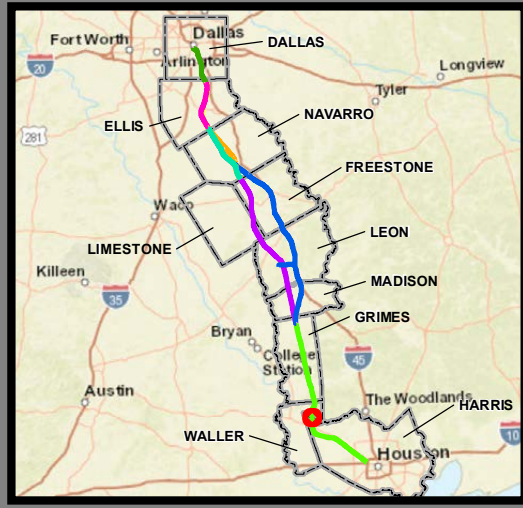 Dallas
Fort Worth
DALLAS
Arlington
20
Longview
Tyler
281
ELLIS
NAVARRO
FREESTONE
Waco
LEON
LIMESTONE
Killeen
MADISON
35
GRIMES
Bryan
College
Station
45
Austin
The Woodlands
HARRIS
WALLER
10
Houston